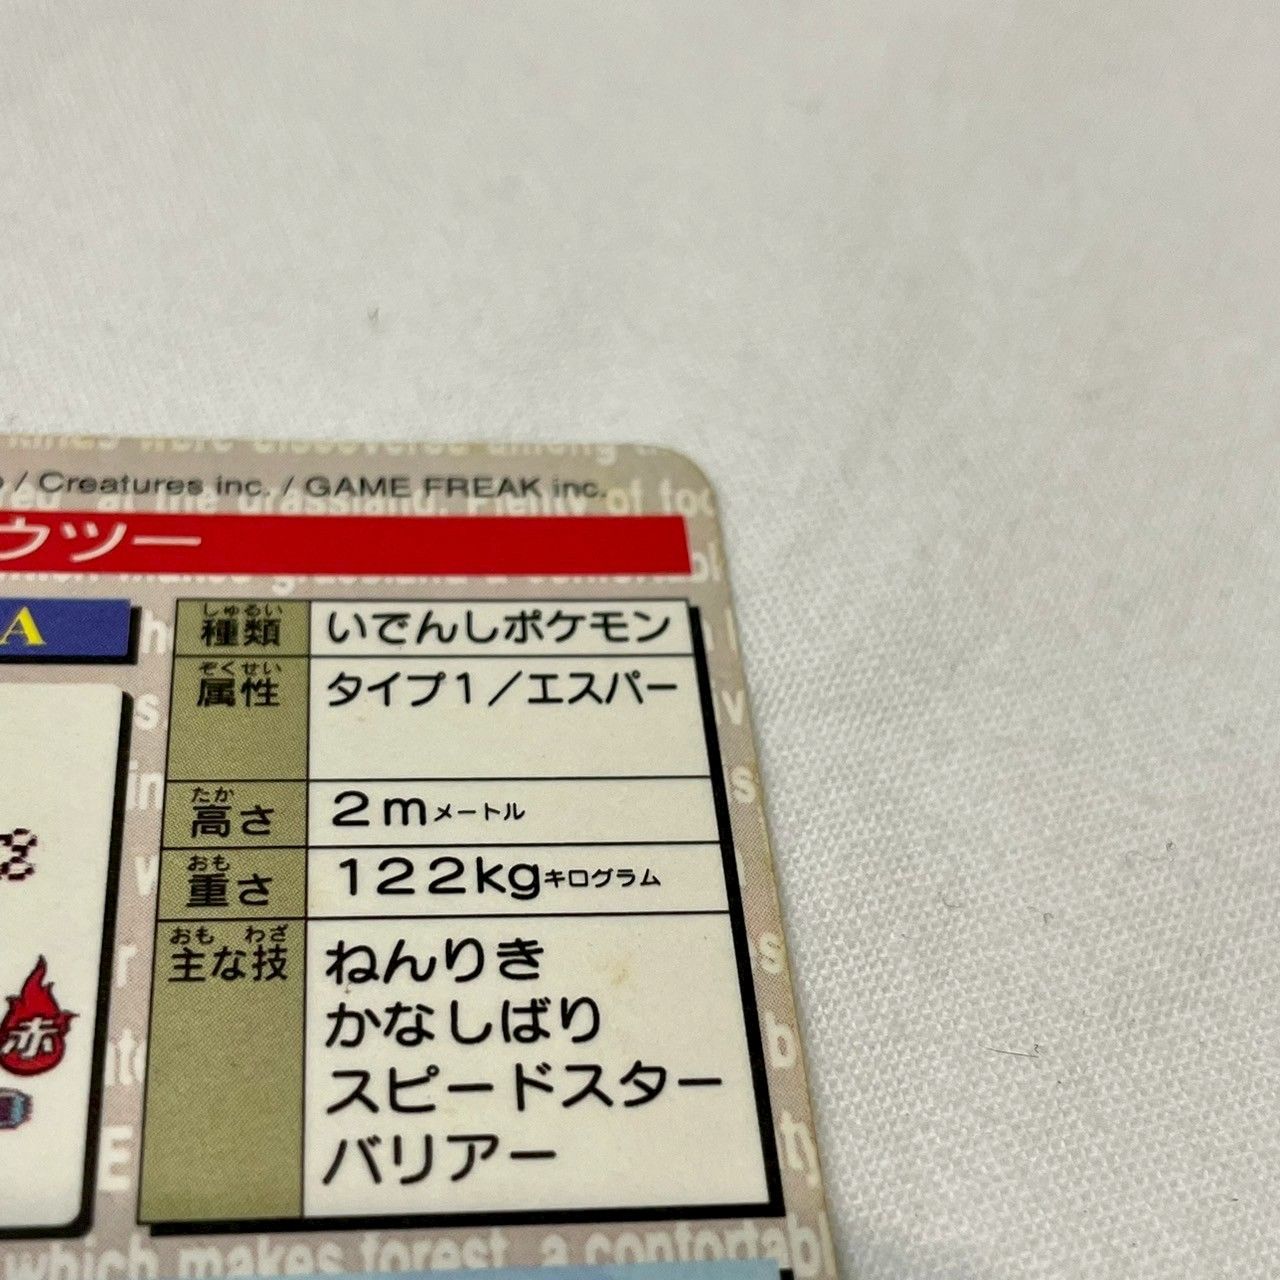 / Creatures inc. / GAME FREAK inc.
ウツー
A
しゅるい
種類 いでんしポケモン
ぞくせい
属性 タイプ1/エスパー
たか
高さ 2mメートル
おも
重さ 122kgキログラム
おも わざ
主な技 ねんりき
かなしばり
スピードスター
バリアー
赤
which makes forest a comfortabl